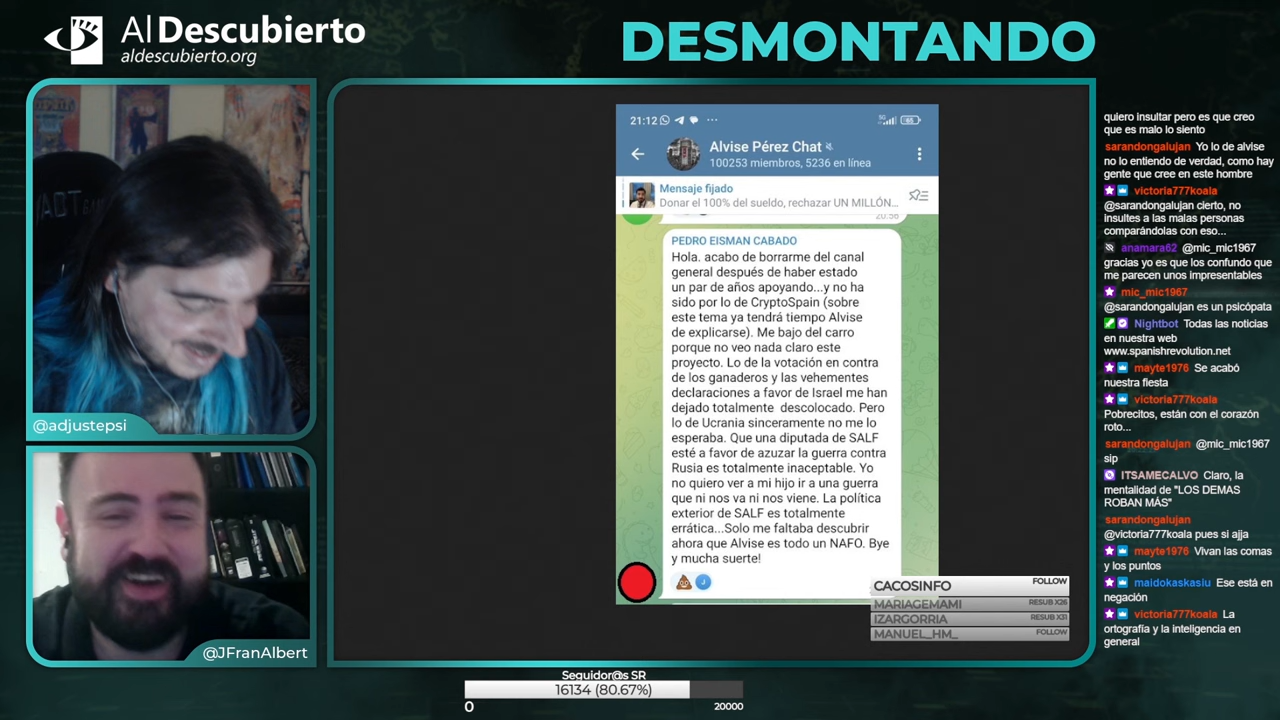 Al Descubierto
aldescubierto.org
DESMONTANDO
@adjustepsi
@JFranAlbert
21:12
5G
65
Alvise Pérez Chat
100253 miembros, 5236 en línea
Mensaje fijado
Donar el 100% del sueldo, rechazar UN MILLÓN...
20:56
PEDRO EISMAN CABADO
Hola. acabo de borrarme del canal
general después de haber estado
un par de años apoyando...y no ha
sido por lo de CryptoSpain (sobre
este tema ya tendrá tiempo Alvise
de explicarse). Me bajo del carro
porque no veo nada claro este
proyecto. Lo de la votación en contra
de los ganaderos y las vehementes
declaraciones a favor de Israel me han
dejado totalmente descolocado. Pero
lo de Ucrania sinceramente no me lo
esperaba. Que una diputada de SALF
esté a favor de azuzar la guerra contra
Rusia es totalmente inaceptable. Yo
no quiero ver a mi hijo ir a una guerra
que ni nos va ni nos viene. La política
exterior de SALF es totalmente
errática...Solo me faltaba descubrir
ahora que Alvise es todo un NAFO. Bye
y mucha suerte!
J
CACOSINFO FOLLOW
MARIAGEMAMI RESUB X26
IZARGORRIA RESUB X31
MANUEL_HM_ FOLLOW
Seguidor@s SR
16134 (80.67%)
0 20000
quiero insultar pero es que creo
que es malo lo siento
sarandongalujan Yo lo de alvise
no lo entiendo de verdad, como hay
gente que cree en este hombre
victoria777koala
@sarandongalujan cierto, no
insultes a las malas personas
comparándolas con eso...
anamara62 @mic_mic1967
gracias yo es que los confundo que
me parecen unos impresentables
mic_mic1967
@sarandongalujan es un psicópata
Nightbot Todas las noticias
en nuestra web
www.spanishrevolution.net
mayte1976 Se acabó
nuestra fiesta
victoria777koala
Pobrecitos, están con el corazón
roto...
sarandongalujan @mic_mic1967
sip
ITSAMECALVO Claro, la
mentalidad de "LOS DEMAS
ROBAN MÁS"
sarandongalujan
@victoria777koala pues si ajja
mayte1976 Vivan las comas
y los puntos
maidokaskasiu Ese está en
negación
victoria777koala La
ortografía y la inteligencia en
general